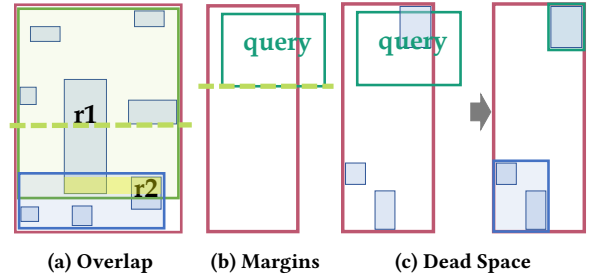 query
query
r1
r2
(a) Overlap
(b) Margins
(c) Dead Space